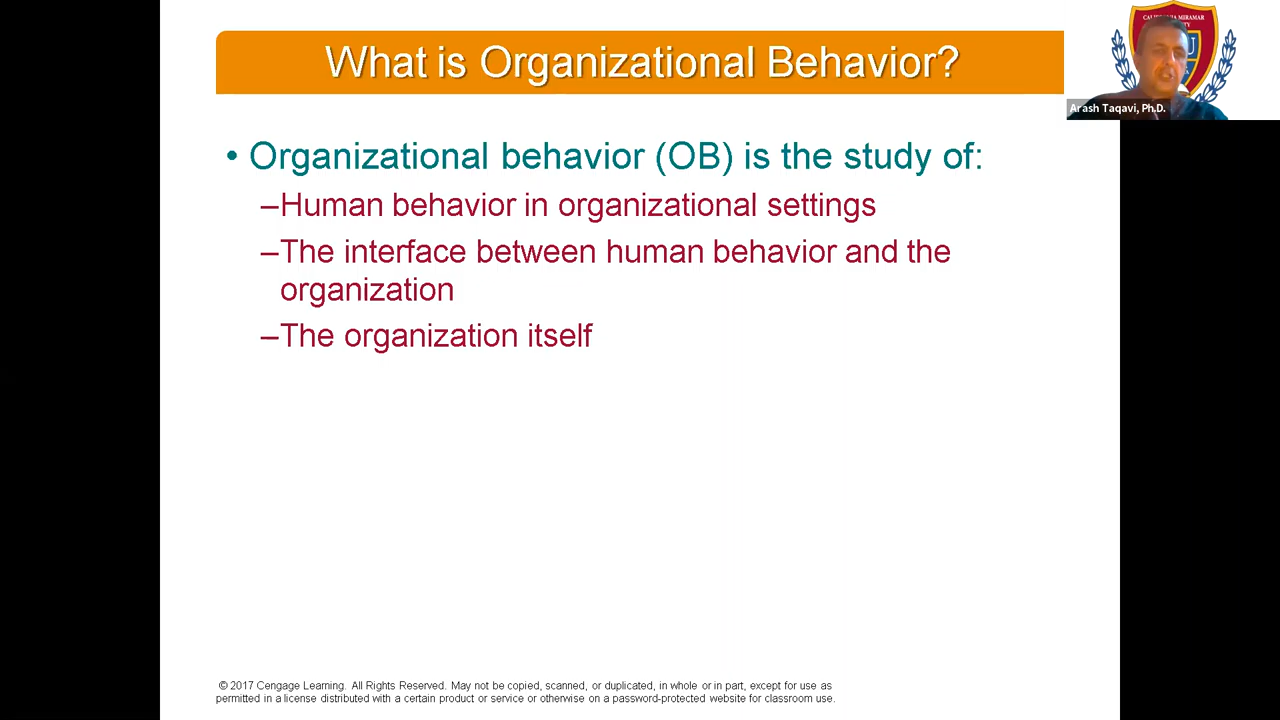 What is Organizational Behavior?
CALIFORNIA MIRAMAR
Arash Taqavi, Ph.D.
• Organizational behavior (OB) is the study of:
–Human behavior in organizational settings
–The interface between human behavior and the
organization
–The organization itself
© 2017 Cengage Learning. All Rights Reserved. May not be copied, scanned, or duplicated, in whole or in part, except for use as
permitted in a license distributed with a certain product or service or otherwise on a password-protected website for classroom use.